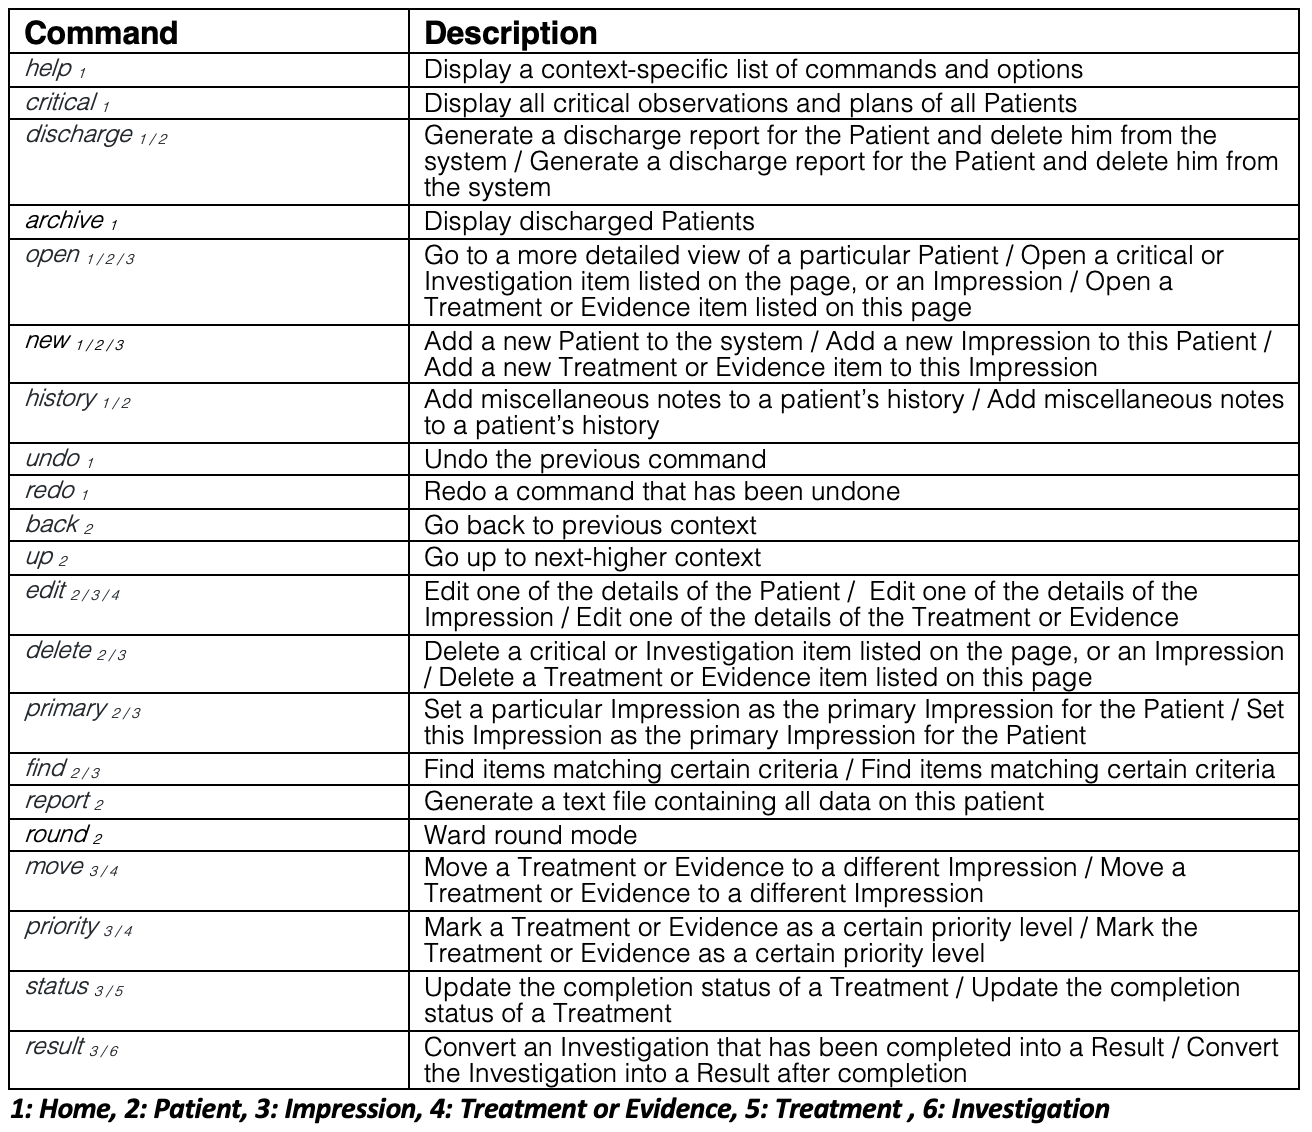 Command Description
help 1 Display a context-specific list of commands and options
critical 1 Display all critical observations and plans of all Patients
discharge 1 / 2 Generate a discharge report for the Patient and delete him from the
system / Generate a discharge report for the Patient and delete him from
the system
archive 1 Display discharged Patients
open 1 / 2 / 3 Go to a more detailed view of a particular Patient / Open a critical or
Investigation item listed on the page, or an Impression / Open a
Treatment or Evidence item listed on this page
new 1 / 2 / 3 Add a new Patient to the system / Add a new Impression to this Patient /
Add a new Treatment or Evidence item to this Impression
history 1 / 2 Add miscellaneous notes to a patient’s history / Add miscellaneous notes
to a patient’s history
undo 1 Undo the previous command
redo 1 Redo a command that has been undone
back 2 Go back to previous context
up 2 Go up to next-higher context
edit 2 / 3 / 4 Edit one of the details of the Patient /  Edit one of the details of the
Impression / Edit one of the details of the Treatment or Evidence
delete 2 / 3 Delete a critical or Investigation item listed on the page, or an Impression
/ Delete a Treatment or Evidence item listed on this page
primary 2 / 3 Set a particular Impression as the primary Impression for the Patient / Set
this Impression as the primary Impression for the Patient
find 2 / 3 Find items matching certain criteria / Find items matching certain criteria
report 2 Generate a text file containing all data on this patient
round 2 Ward round mode
move 3 / 4 Move a Treatment or Evidence to a different Impression / Move a
Treatment or Evidence to a different Impression
priority 3 / 4 Mark a Treatment or Evidence as a certain priority level / Mark the
Treatment or Evidence as a certain priority level
status 3 / 5 Update the completion status of a Treatment / Update the completion
status of a Treatment
result 3 / 6 Convert an Investigation that has been completed into a Result / Convert
the Investigation into a Result after completion
1: Home, 2: Patient, 3: Impression, 4: Treatment or Evidence, 5: Treatment , 6: Investigation